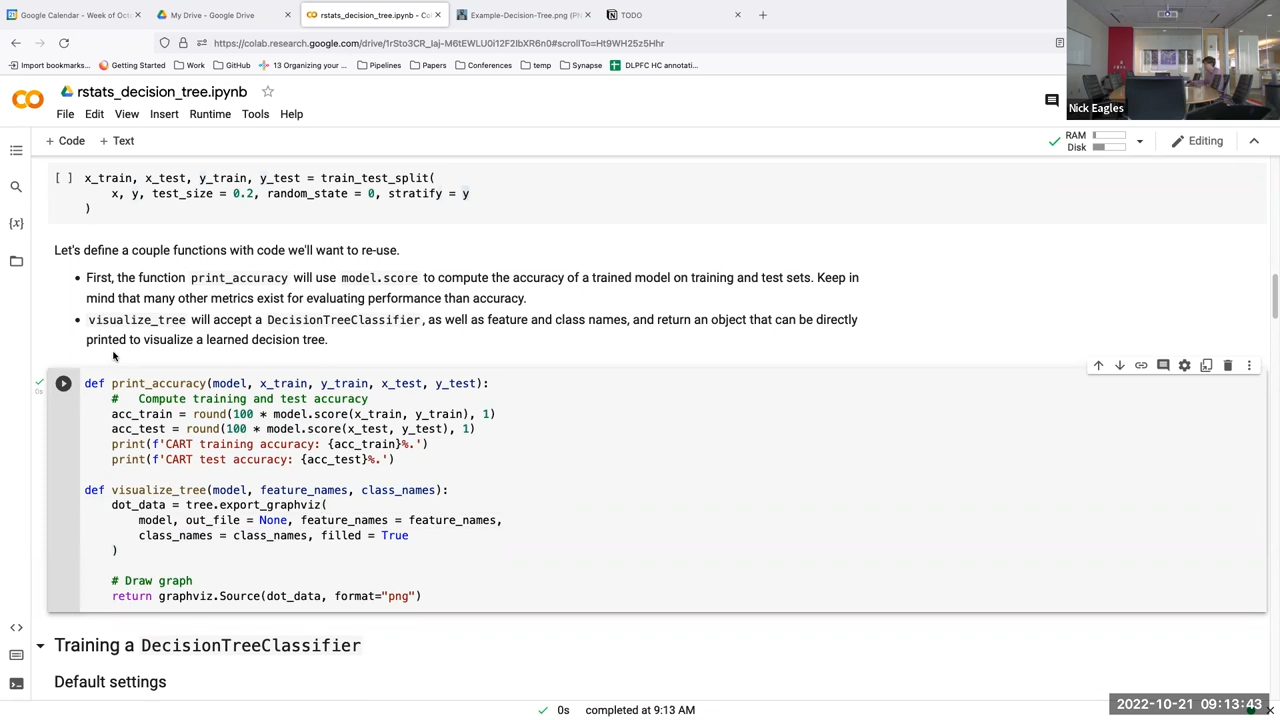 Google Calendar - Week of Octo
My Drive - Google Drive
rstats_decision_tree.ipynb - Col
Example-Decision-Tree.png (PN
TODO
https://colab.research.google.com/drive/1rSto3CR_Iaj-M6tEWLU0i12F2IbXR6n0#scrollTo=Ht9WH25z5Hhr
Import bookmarks...
Getting Started
Work
GitHub
13 Organizing your ...
Pipelines
Papers
Conferences
temp
Synapse
DLPFC HC annotati...
Nick Eagles
rstats_decision_tree.ipynb
File Edit View Insert Runtime Tools Help
+ Code + Text
RAM
Disk
Editing
[ ] x_train, x_test, y_train, y_test = train_test_split(
x, y, test_size = 0.2, random_state = 0, stratify = y
)
Let's define a couple functions with code we'll want to re-use.
• First, the function print_accuracy will use model.score to compute the accuracy of a trained model on training and test sets. Keep in
mind that many other metrics exist for evaluating performance than accuracy.
• visualize_tree will accept a DecisionTreeClassifier, as well as feature and class names, and return an object that can be directly
printed to visualize a learned decision tree.
0s
def print_accuracy(model, x_train, y_train, x_test, y_test):
#   Compute training and test accuracy
acc_train = round(100 * model.score(x_train, y_train), 1)
acc_test = round(100 * model.score(x_test, y_test), 1)
print(f'CART training accuracy: {acc_train}%.')
print(f'CART test accuracy: {acc_test}%.')
def visualize_tree(model, feature_names, class_names):
dot_data = tree.export_graphviz(
model, out_file = None, feature_names = feature_names,
class_names = class_names, filled = True
)
# Draw graph
return graphviz.Source(dot_data, format="png")
Training a DecisionTreeClassifier
Default settings
0s completed at 9:13 AM
2022-10-21 09:13:43